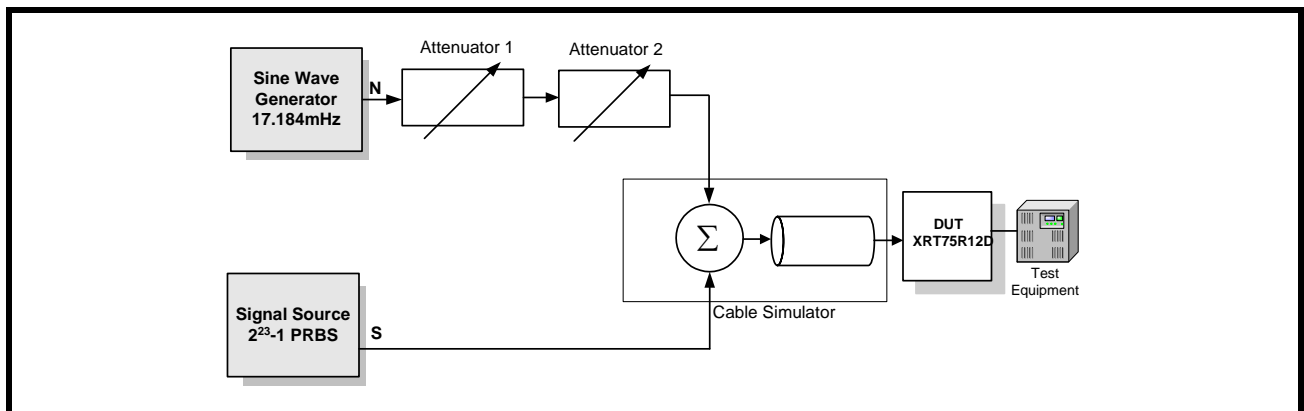 Attenuator 1
Attenuator 2
Sine Wave
Generator
17.184mHz
N
Σ
DUT
XRT75R12D
Test
Equipment
Cable Simulator
Signal Source
2²³-1 PRBS
S